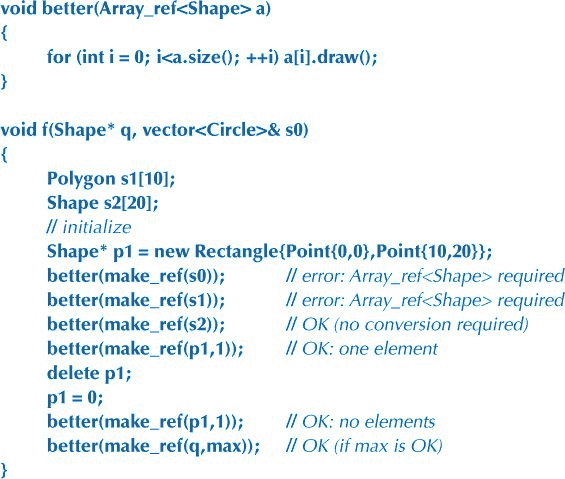 void better(Array_ref<Shape> a)
{
for (int i = 0; i<a.size(); ++i) a[i].draw();
}
void f(Shape* q, vector<Circle>& s0)
{
Polygon s1[10];
Shape s2[20];
// initialize
Shape* p1 = new Rectangle{Point{0,0},Point{10,20}};
better(make_ref(s0)); // error: Array_ref<Shape> required
better(make_ref(s1)); // error: Array_ref<Shape> required
better(make_ref(s2)); // OK (no conversion required)
better(make_ref(p1,1)); // OK: one element
delete p1;
p1 = 0;
better(make_ref(p1,1)); // OK: no elements
better(make_ref(q,max)); // OK (if max is OK)
}